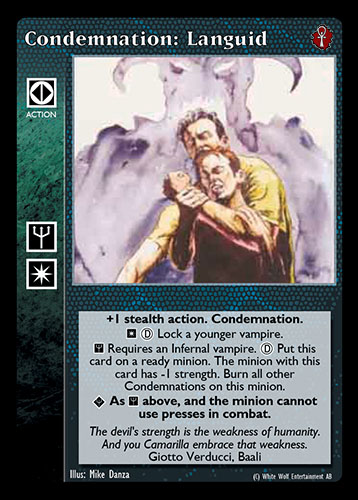 Condemnation: Languid
ACTION
+1 stealth action. Condemnation.
D Lock a younger vampire.
Requires an Infernal vampire. D Put this
card on a ready minion. The minion with this
card has -1 strength. Burn all other
Condemnations on this minion.
As above, and the minion cannot
use presses in combat.
The devil's strength is the weakness of humanity.
And you Camarilla embrace that weakness.
Giotto Verducci, Baali
Illus: Mike Danza
(C) White Wolf Entertainment AB